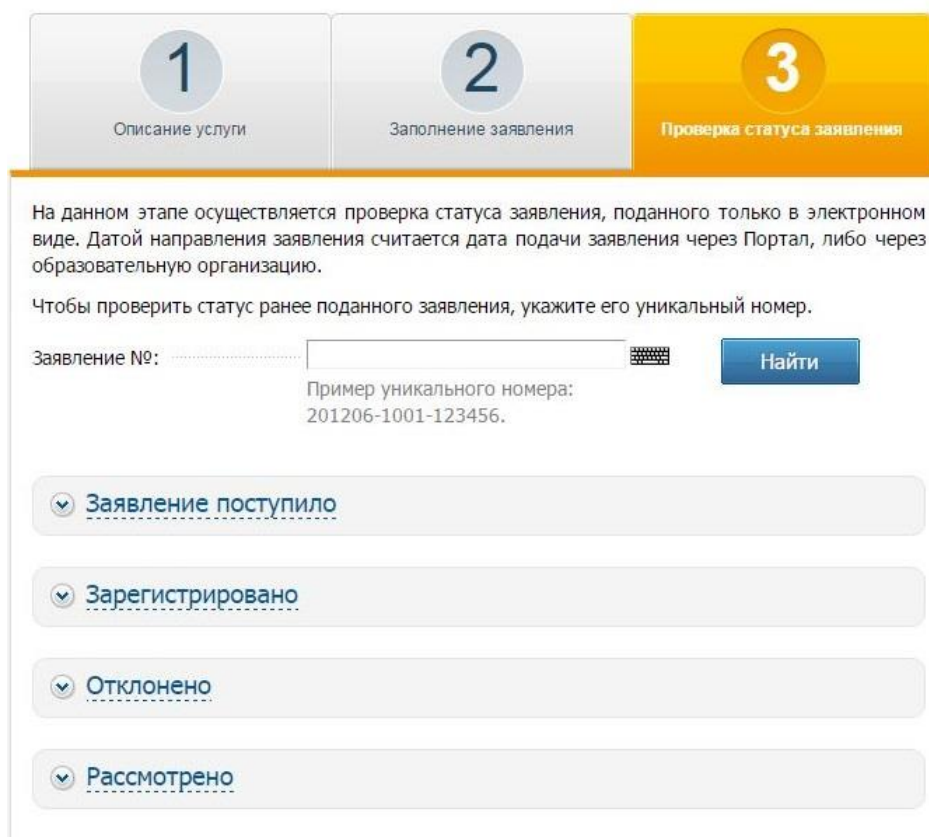 1
Описание услуги
2
Заполнение заявления
3
Проверка статуса заявления
На данном этапе осуществляется проверка статуса заявления, поданного только в электронном
виде. Датой направления заявления считается дата подачи заявления через Портал, либо через
образовательную организацию.
Чтобы проверить статус ранее поданного заявления, укажите его уникальный номер.
Заявление №:
Найти
Пример уникального номера:
201206-1001-123456.
Заявление поступило
Зарегистрировано
Отклонено
Рассмотрено